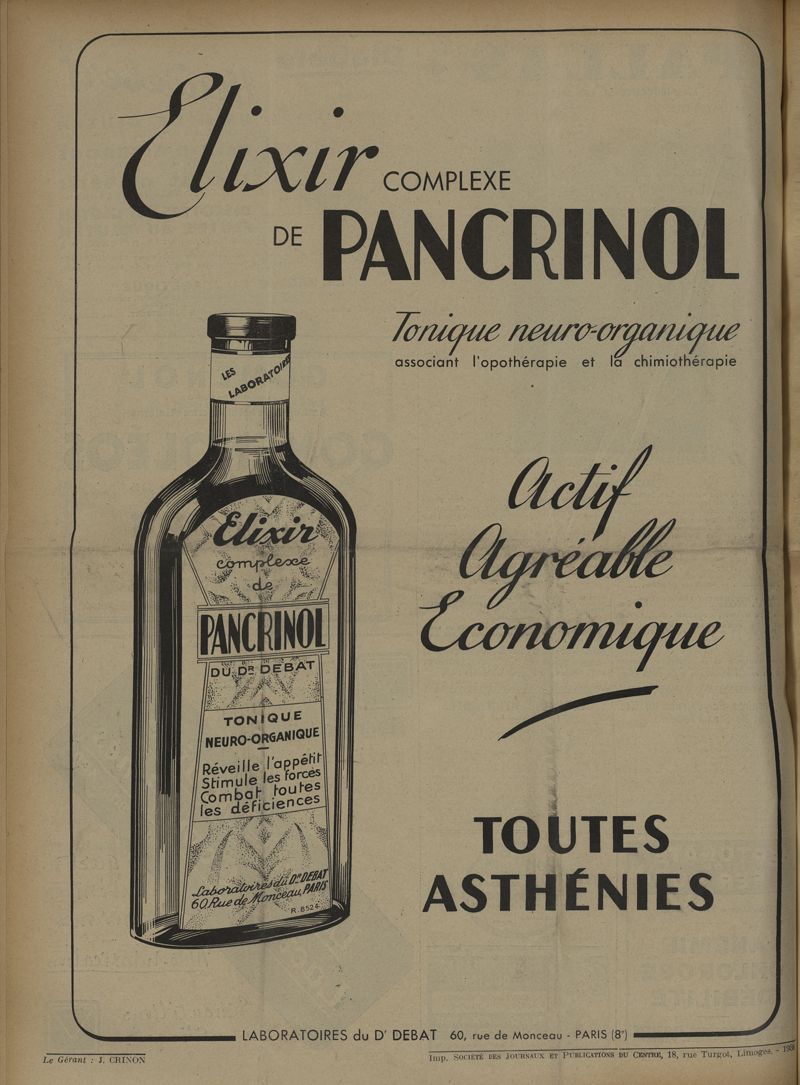 Elixir COMPLEXE
DE PANCRINOL
Tonique neuro-organique
associant l'opothérapie et la chimiothérapie
LES
LABORATOIRES
Elixir
complexe
de
PANCRINOL
DU DR DEBAT
TONIQUE
NEURO-ORGANIQUE
Réveille l'appétit
Stimule les forces
Combat toutes
les déficiences
Laboratoires du Dr DEBAT
60 Rue de Monceau, PARIS
R. 8524
Actif
Agréable
Economique
TOUTES
ASTHÉNIES
LABORATOIRES du Dr DEBAT 60, rue de Monceau - PARIS (8e)
Le Gérant : J. CRINON
Imp. SOCIÉTÉ DES JOURNAUX ET PUBLICATIONS DU CENTRE, 18, rue Turgot, Limoges. -